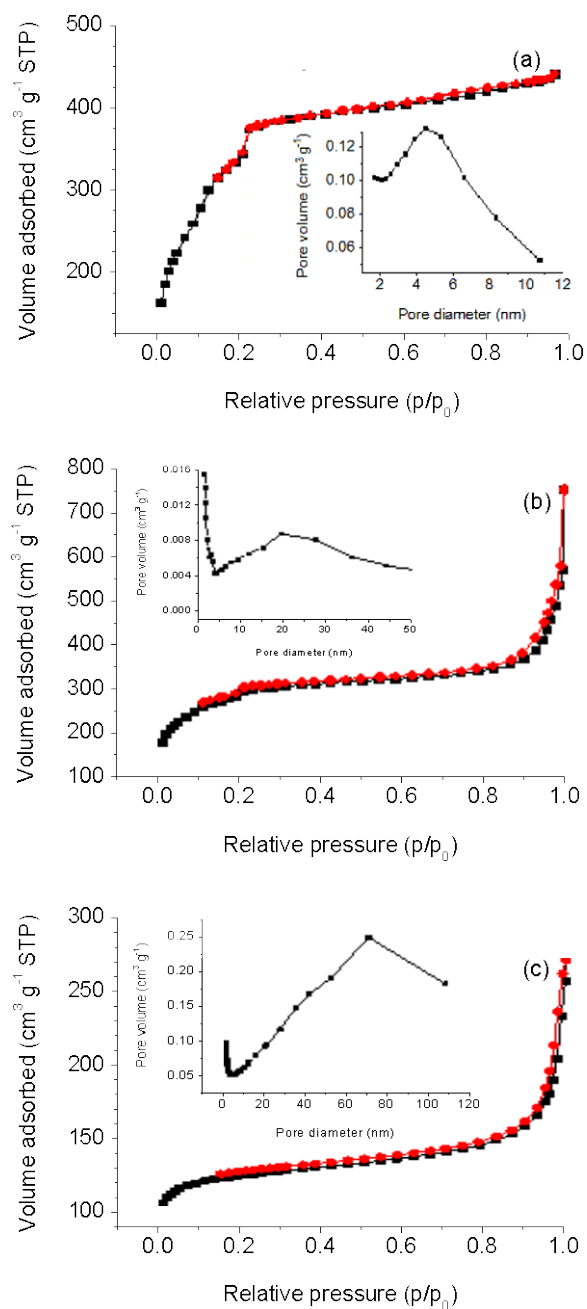 500
400
300
200
Volume adsorbed (cm³ g⁻¹ STP)
(a)
0.12
0.10
0.08
0.06
Pore volume (cm³ g⁻¹)
2 4 6 8 10 12
Pore diameter (nm)
0.0 0.2 0.4 0.6 0.8 1.0
Relative pressure (p/p₀)
800
700
600
500
400
300
200
100
Volume adsorbed (cm³ g⁻¹ STP)
(b)
0.016
0.012
0.008
0.004
0.000
Pore volume (cm³ g⁻¹)
0 10 20 30 40 50
Pore diameter (nm)
0.0 0.2 0.4 0.6 0.8 1.0
Relative pressure (p/p₀)
300
250
200
150
100
Volume adsorbed (cm³ g⁻¹ STP)
(c)
0.25
0.20
0.15
0.10
0.05
Pore volume (cm³ g⁻¹)
0 20 40 60 80 100 120
Pore diameter (nm)
0.0 0.2 0.4 0.6 0.8 1.0
Relative pressure (p/p₀)